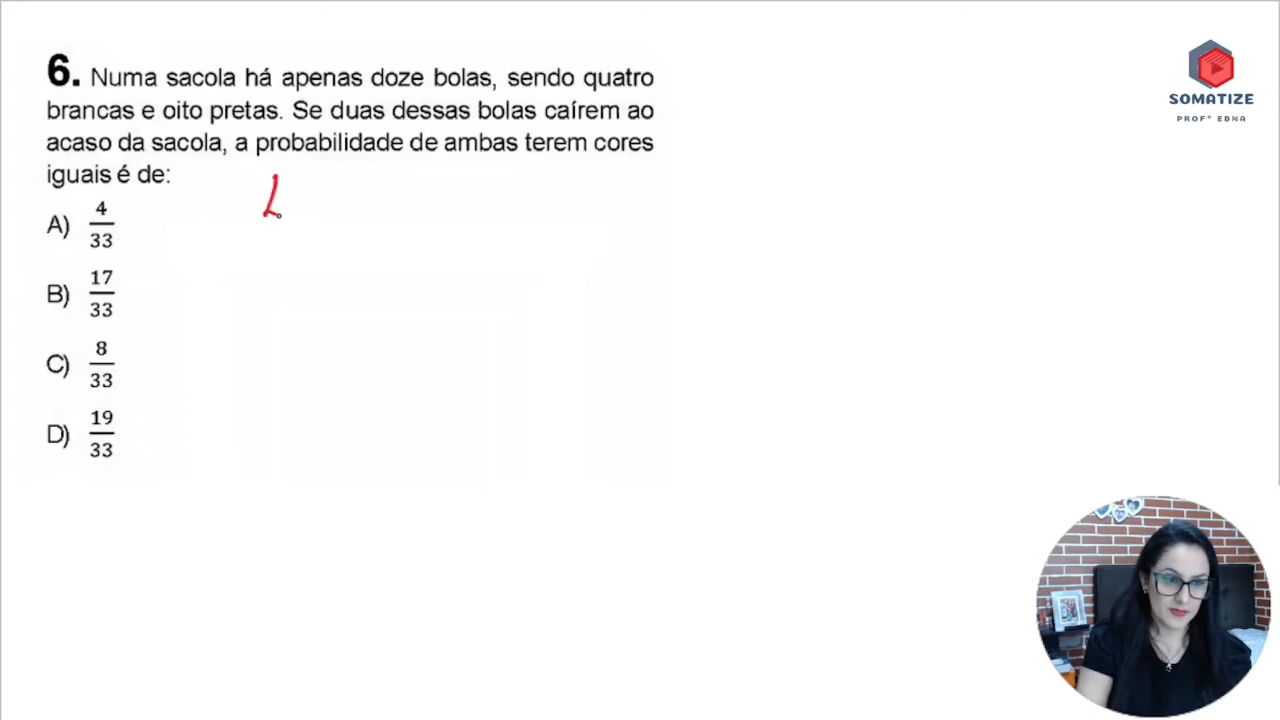 6. Numa sacola há apenas doze bolas, sendo quatro
brancas e oito pretas. Se duas dessas bolas caírem ao
acaso da sacola, a probabilidade de ambas terem cores
iguais é de:
A) 4/33
B) 17/33
C) 8/33
D) 19/33
SOMATIZE
PROFª EDNA